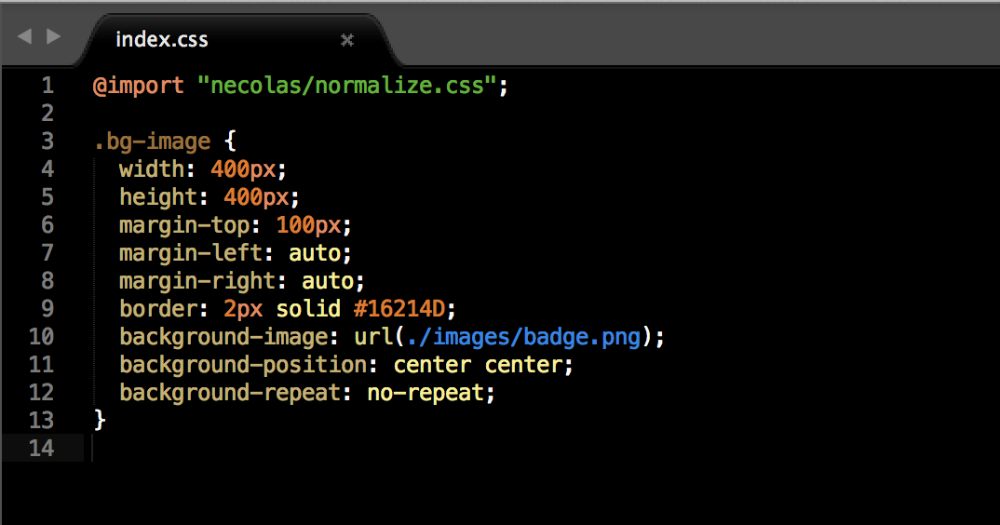 index.css
1 @import "necolas/normalize.css";
2
3 .bg-image {
4   width: 400px;
5   height: 400px;
6   margin-top: 100px;
7   margin-left: auto;
8   margin-right: auto;
9   border: 2px solid #16214D;
10   background-image: url(./images/badge.png);
11   background-position: center center;
12   background-repeat: no-repeat;
13 }
14